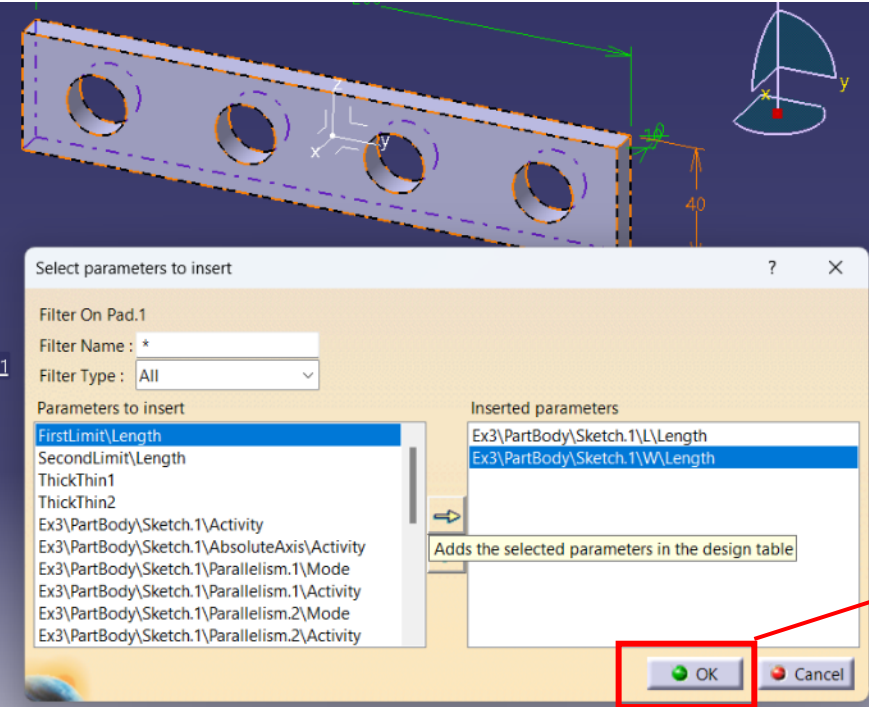 z
y
x
y
x
10
40
Select parameters to insert
?
Filter On Pad.1
Filter Name : *
1
Filter Type : All
Parameters to insert
Inserted parameters
FirstLimit\Length
Ex3\PartBody\Sketch.1\L\Length
SecondLimit\Length
Ex3\PartBody\Sketch.1\W\Length
ThickThin1
ThickThin2
Ex3\PartBody\Sketch.1\Activity
Ex3\PartBody\Sketch.1\AbsoluteAxis\Activity
Adds the selected parameters in the design table
Ex3\PartBody\Sketch.1\Parallelism.1\Mode
Ex3\PartBody\Sketch.1\Parallelism.1\Activity
Ex3\PartBody\Sketch.1\Parallelism.2\Mode
Ex3\PartBody\Sketch.1\Parallelism.2\Activity
OK
Cancel